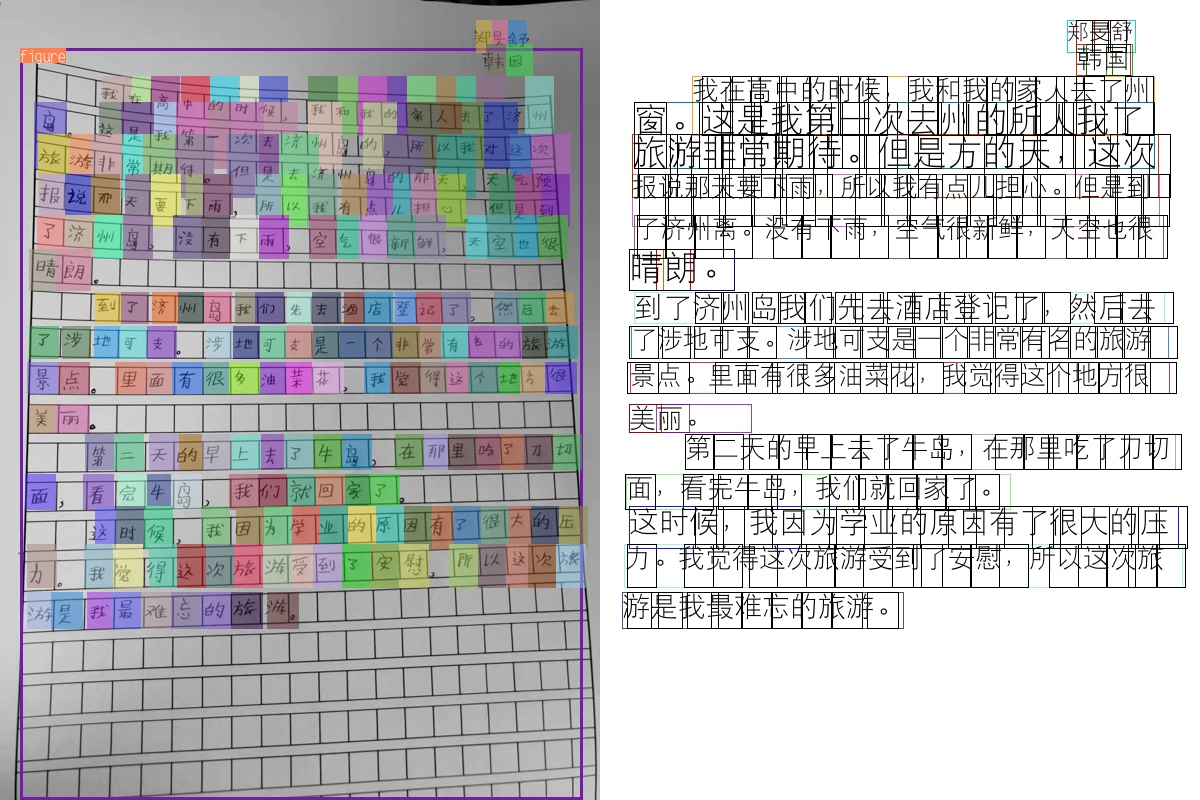 郑旻舒
韩国
figure
我在高中的时候，我和我的家人去了济州
岛。这是我第一次去济州岛的，所以我对这次
旅游非常期待。但是去济州岛的那天，天气预
报说那天要下雨，所以我有点儿担心。但是到
了济州岛，没有下雨，空气很新鲜，天空也很
晴朗。
到了济州岛我们先去酒店登记了，然后去
了涉地可支。涉地可支是一个非常有名的旅游
景点。里面有很多油菜花，我觉得这个地方很
美丽。
第二天的早上去了牛岛，在那里吃了万切
面，看完牛岛，我们就回家了。
这时候，我因为学业的原因有了很大的压
力。我觉得这次旅游受到了安慰，所以这次旅
游是我最难忘的旅游。
郑旻舒
韩国
我在高中的时候，我和我的家人去了州
窗。这是我第一次去州的所人我了
旅游非常期待。但是方的天，这次
报说那来要下雨，所以我有点儿担心。但是到
了济州离。没有下雨，空气很新鲜，天空也很
晴朗。
到了济州岛我们先去酒店登记了，然后去
了涉地可支。涉地可支是一个非常有名的旅游
景点。里面有很多油菜花，我觉得这个地方很
美丽。
第二天的早上去了牛岛，在那里吃了力切
面，看完牛岛，我们就回家了。
这时候，我因为学业的原因有了很大的压
力。我觉得这次旅游受到了安慰，所以这次旅
游是我最难忘的旅游。